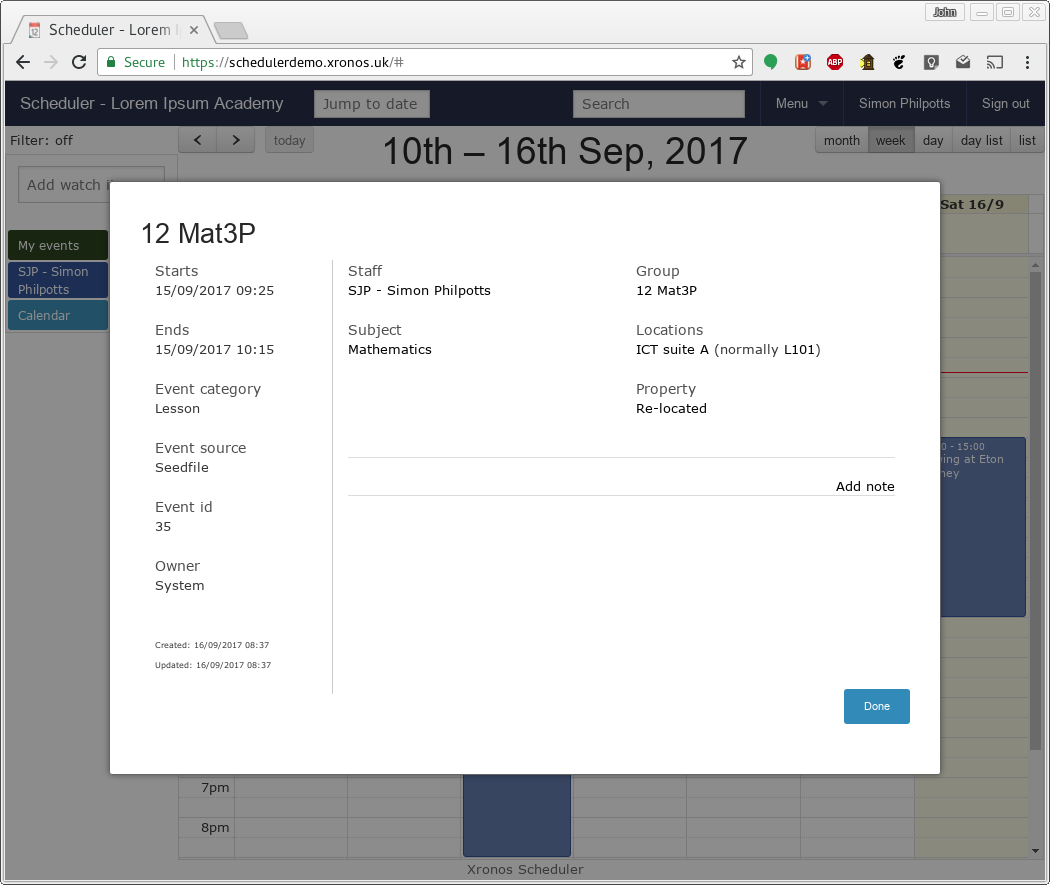 John
Scheduler - Lorem
Secure
https://schedulerdemo.xronos.uk/#
ABP
Scheduler - Lorem Ipsum Academy
Jump to date
Search
Menu
Simon Philpotts
Sign out
Filter: off
today
10th – 16th Sep, 2017
month
week
day
day list
list
Add watch i
Sat 16/9
My events
SJP - Simon
Philpotts
Calendar
12 Mat3P
Starts
15/09/2017 09:25
Ends
15/09/2017 10:15
Event category
Lesson
Event source
Seedfile
Event id
35
Owner
System
Created: 16/09/2017 08:37
Updated: 16/09/2017 08:37
Staff
SJP - Simon Philpotts
Subject
Mathematics
Group
12 Mat3P
Locations
ICT suite A (normally L101)
Property
Re-located
Add note
Done
0 - 15:00
ing at Eton
ney
7pm
8pm
Xronos Scheduler